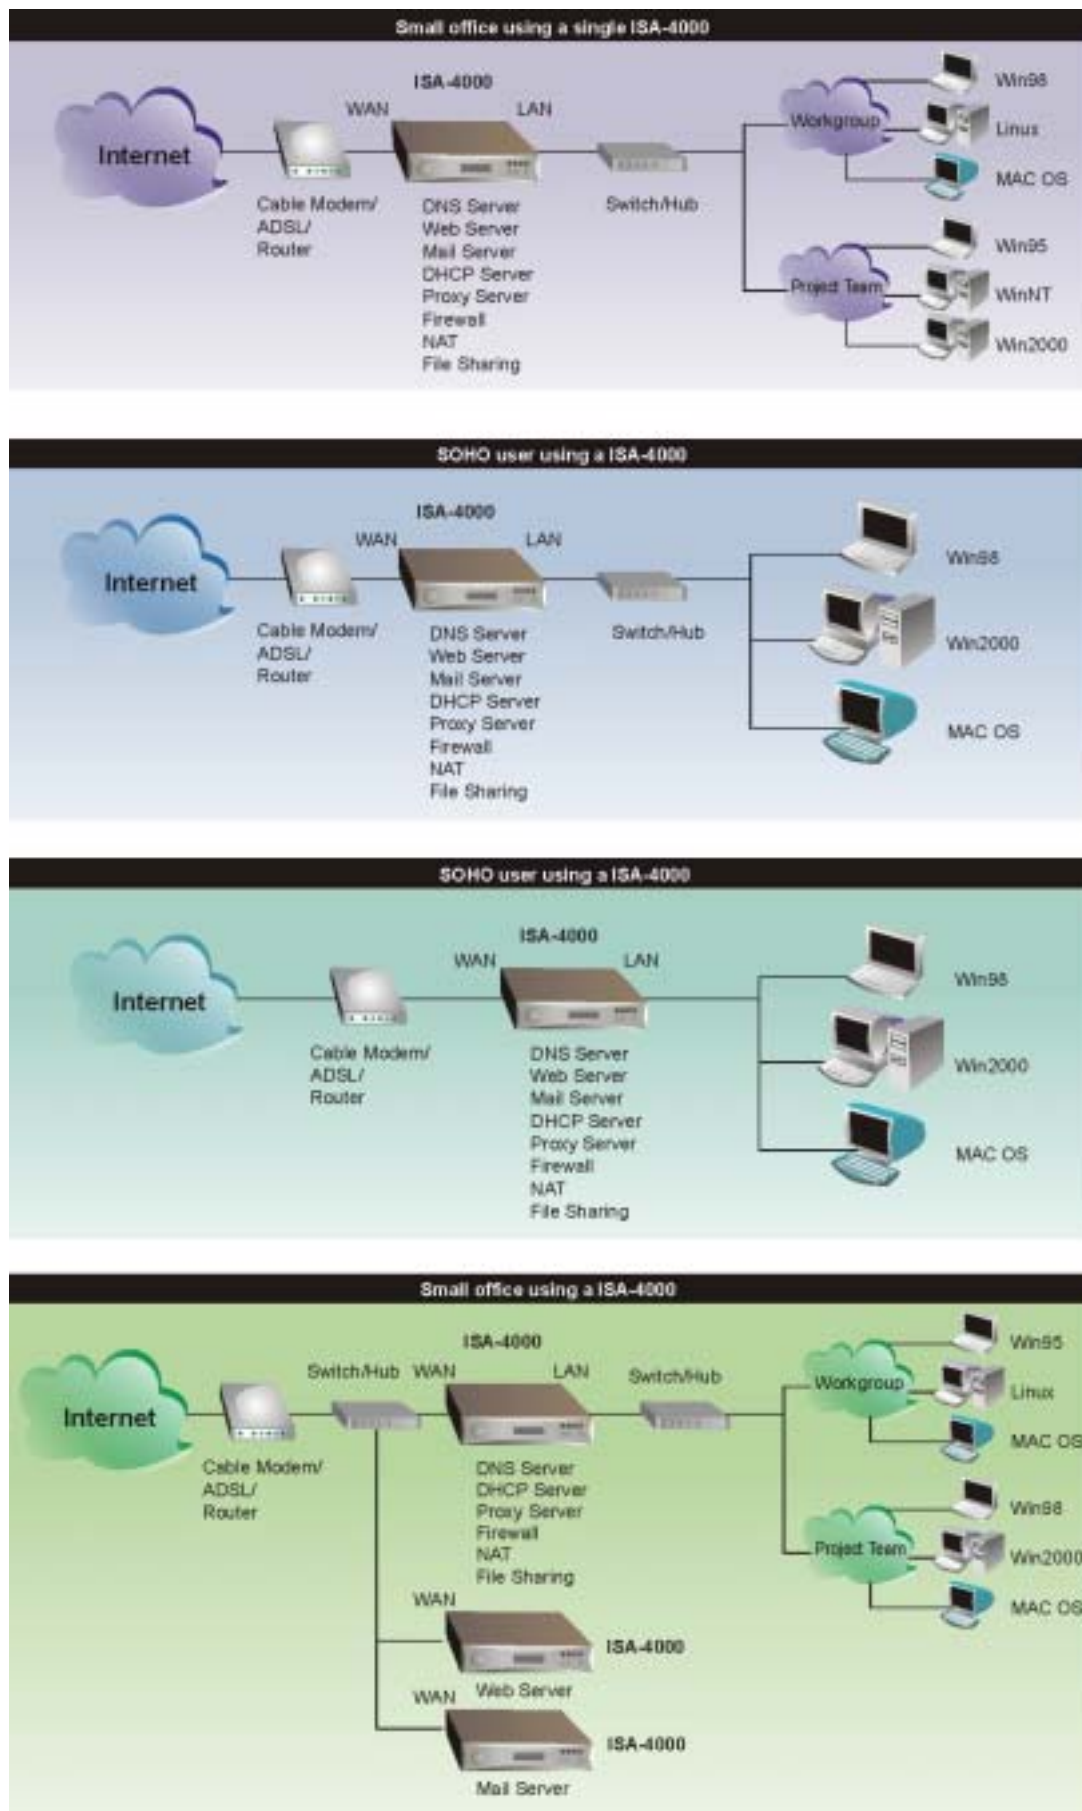 Small office using a single ISA-4000
ISA-4000
WAN
LAN
Internet
Cable Modem/
ADSL/
Router
DNS Server
Web Server
Mail Server
DHCP Server
Proxy Server
Firewall
NAT
File Sharing
Switch/Hub
Workgroup
Win98
Linux
MAC OS
Project Team
Win95
WinNT
Win2000
SOHO user using a ISA-4000
ISA-4000
WAN
LAN
Internet
Cable Modem/
ADSL/
Router
DNS Server
Web Server
Mail Server
DHCP Server
Proxy Server
Firewall
NAT
File Sharing
Switch/Hub
Win98
Win2000
MAC OS
SOHO user using a ISA-4000
ISA-4000
WAN
LAN
Internet
Cable Modem/
ADSL/
Router
DNS Server
Web Server
Mail Server
DHCP Server
Proxy Server
Firewall
NAT
File Sharing
Win98
Win2000
MAC OS
Small office using a ISA-4000
ISA-4000
Switch/Hub
WAN
LAN
Switch/Hub
Internet
Cable Modem/
ADSL/
Router
DNS Server
DHCP Server
Proxy Server
Firewall
NAT
File Sharing
Workgroup
Win95
Linux
MAC OS
Project Team
Win98
Win2000
MAC OS
WAN
ISA-4000
Web Server
WAN
ISA-4000
Mail Server